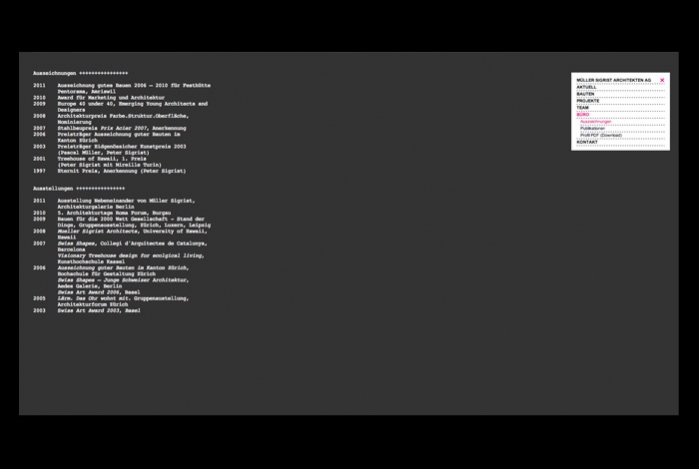 Auszeichnungen ****************
2011 Auszeichnung gutes Bauen 2006 – 2010 für Festhütte
Pentorama, Amriswil
2010 Award für Marketing und Architektur
2009 Europe 40 under 40, Emerging Young Architects and
Designers
2008 Architekturpreis Farbe.Struktur.Oberfläche,
Nominierung
2007 Stahlbaupreis Prix Acier 2007, Anerkennung
2006 Preisträger Auszeichnung guter Bauten im
Kanton Zürich
2003 Preisträger Eidgenössicher Kunstpreis 2003
(Pascal Müller, Peter Sigrist)
2001 Treehouse of Hawaii, 1. Preis
(Peter Sigrist mit Mireille Turin)
1997 Eternit Preis, Anerkennung (Peter Sigrist)
Ausstellungen ****************
2011 Ausstellung Nebeneinander von Müller Sigrist,
Architekturgalerie Berlin
2010 5. Architekturtage Roma Forum, Burgau
2009 Bauen für die 2000 Watt Gesellschaft – Stand der
Dinge, Gruppenausstellung, Zürich, Luzern, Leipzig
2008 Mueller Sigrist Architects, University of Hawaii,
Hawaii
2007 Swiss Shapes, Collegi d'Arquitectes de Catalunya,
Barcelona
Visionary Treehouse design for ecolgical living,
Kunsthochschule Kassel
2006 Auszeichnung guter Bauten im Kanton Zürich,
Hochschule für Gestaltung Zürich
Swiss Shapes – Junge Schweizer Architektur,
Aedes Galerie, Berlin
Swiss Art Award 2006, Basel
2005 Lärm. Das Ohr wohnt mit, Gruppenausstellung,
Architekturforum Zürich
2003 Swiss Art Award 2003, Basel
MÜLLER SIGRIST ARCHITEKTEN AG ×
AKTUELL
BAUTEN
PROJEKTE
TEAM
BÜRO
Auszeichnungen
Publikationen
Profil PDF (Download)
KONTAKT